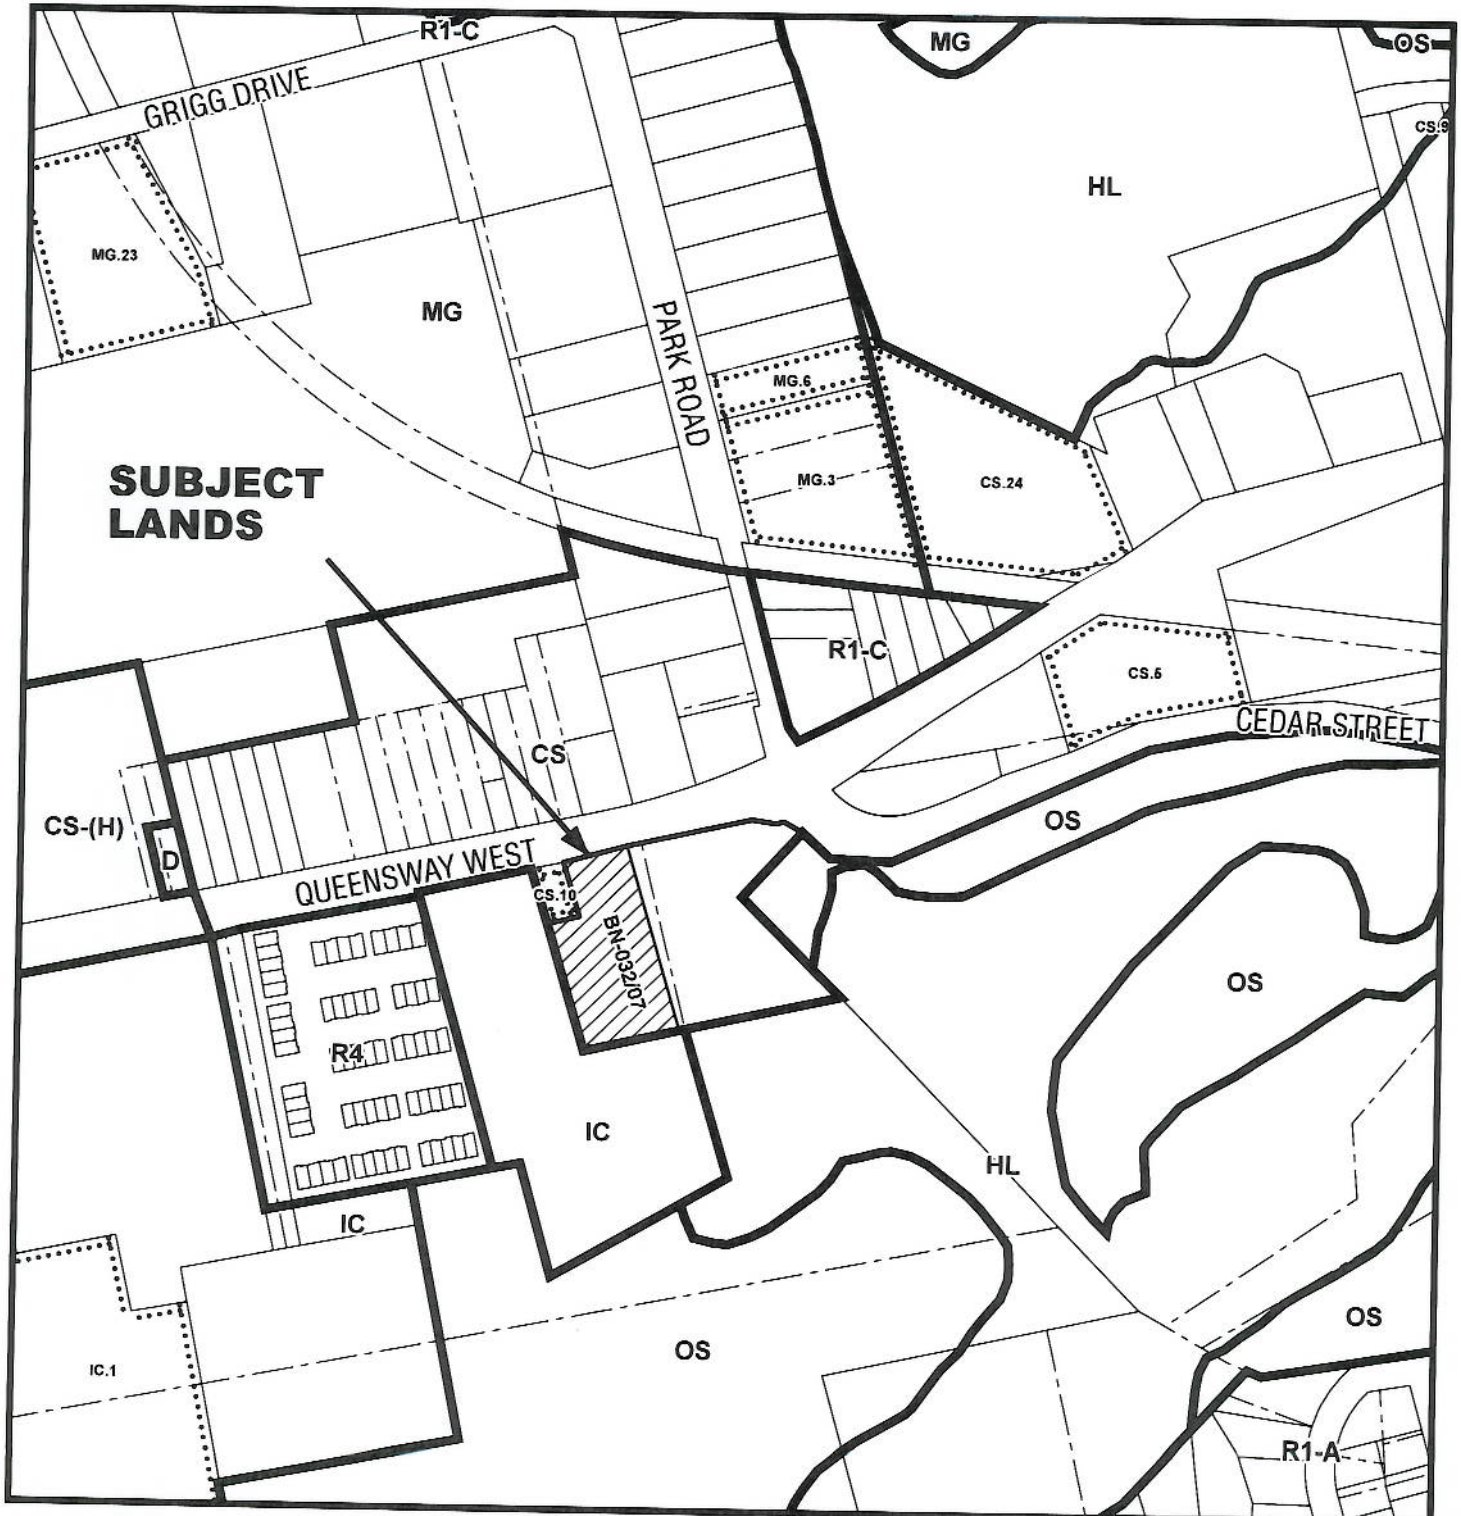 R1-C
MG
OS
GRIGG DRIVE
CS.9
HL
MG.23
MG
PARK ROAD
MG.6
MG.3
CS.24
SUBJECT
LANDS
R1-C
CS.5
CEDAR STREET
CS
CS-(H)
D
OS
QUEENSWAY WEST
CS.10
BN-032/07
OS
R4
IC
HL
IC
OS
OS
IC.1
R1-A